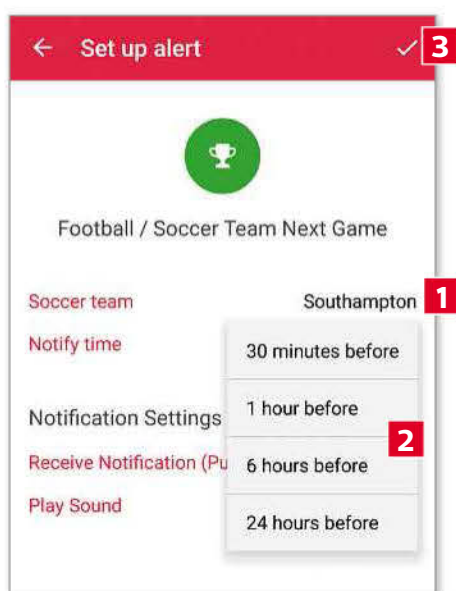 Set up alert 3
Football / Soccer Team Next Game
Soccer team Southampton 1
Notify time
30 minutes before
1 hour before
Notification Settings
2
Receive Notification (Pu
6 hours before
Play Sound
24 hours before